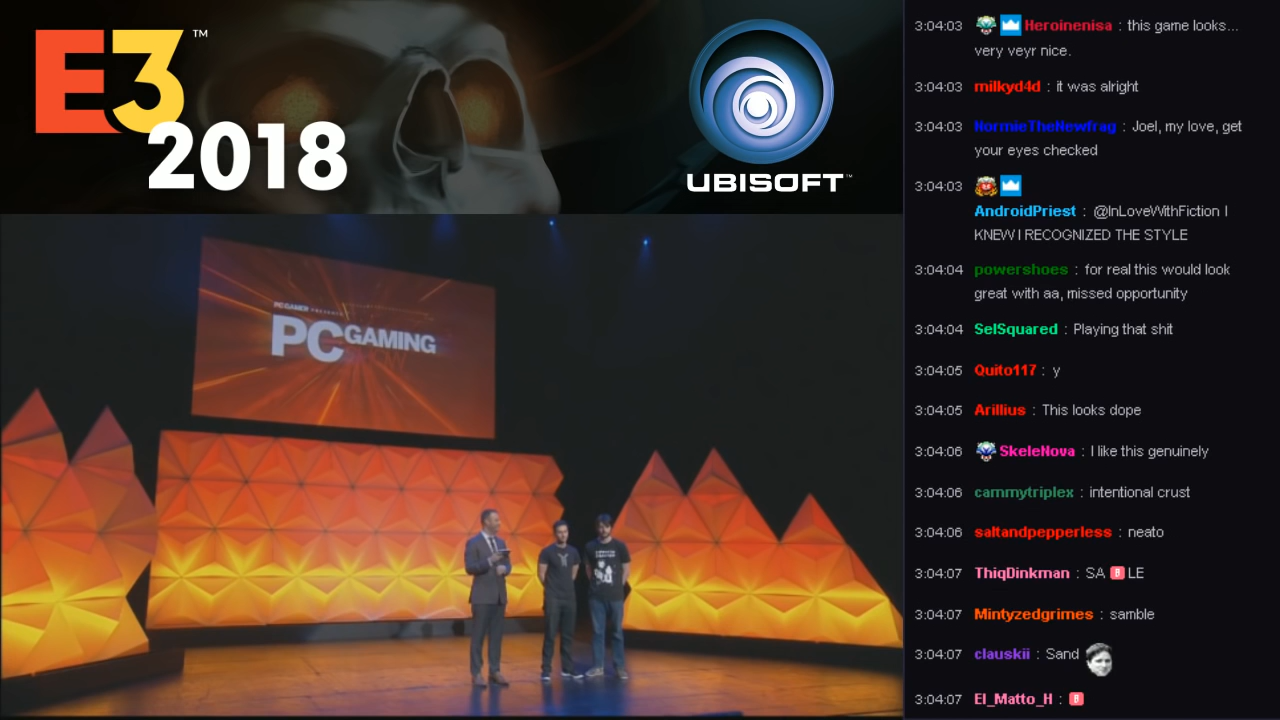 E3™
2018
UBISOFT™
PC GAMER PRESENTS
PC GAMING
3:04:03 Heroinenisa : this game looks...
very veyr nice.
3:04:03 milkyd4d : it was alright
3:04:03 NormieTheNewfrag : Joel, my love, get
your eyes checked
3:04:03
AndroidPriest : @InLoveWithFiction I
KNEW I RECOGNIZED THE STYLE
3:04:04 powershoes : for real this would look
great with aa, missed opportunity
3:04:04 SelSquared : Playing that shit
3:04:05 Quito117 : y
3:04:05 Arillius : This looks dope
3:04:06 SkeleNova : I like this genuinely
3:04:06 cammytriplex : intentional crust
3:04:06 saltandpepperless : neato
3:04:07 ThiqDinkman : SA B LE
3:04:07 Mintyzedgrimes : samble
3:04:07 clauskii : Sand
3:04:07 El_Matto_H : B